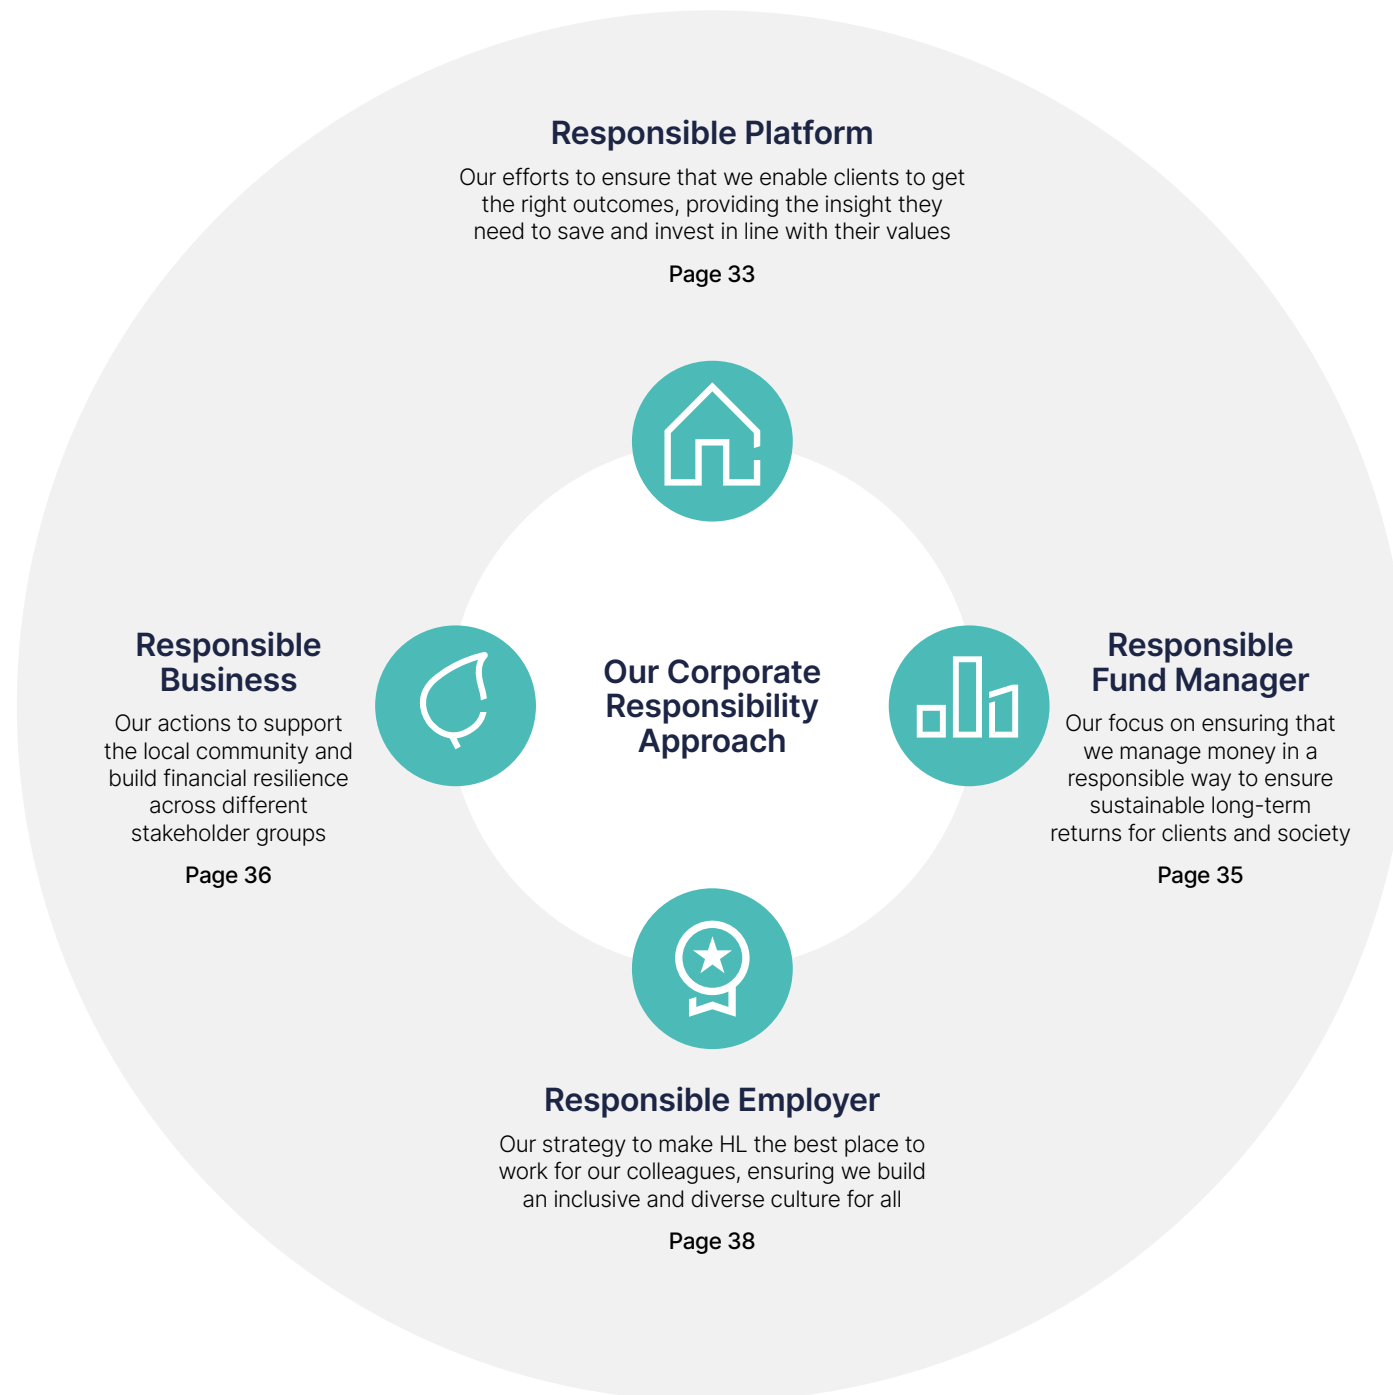 Responsible Platform
Our efforts to ensure that we enable clients to get
the right outcomes, providing the insight they
need to save and invest in line with their values
Page 33
Responsible
Business
Our actions to support
the local community and
build financial resilience
across different
stakeholder groups
Page 36
Our Corporate
Responsibility
Approach
Responsible
Fund Manager
Our focus on ensuring that
we manage money in a
responsible way to ensure
sustainable long-term
returns for clients and society
Page 35
Responsible Employer
Our strategy to make HL the best place to
work for our colleagues, ensuring we build
an inclusive and diverse culture for all
Page 38